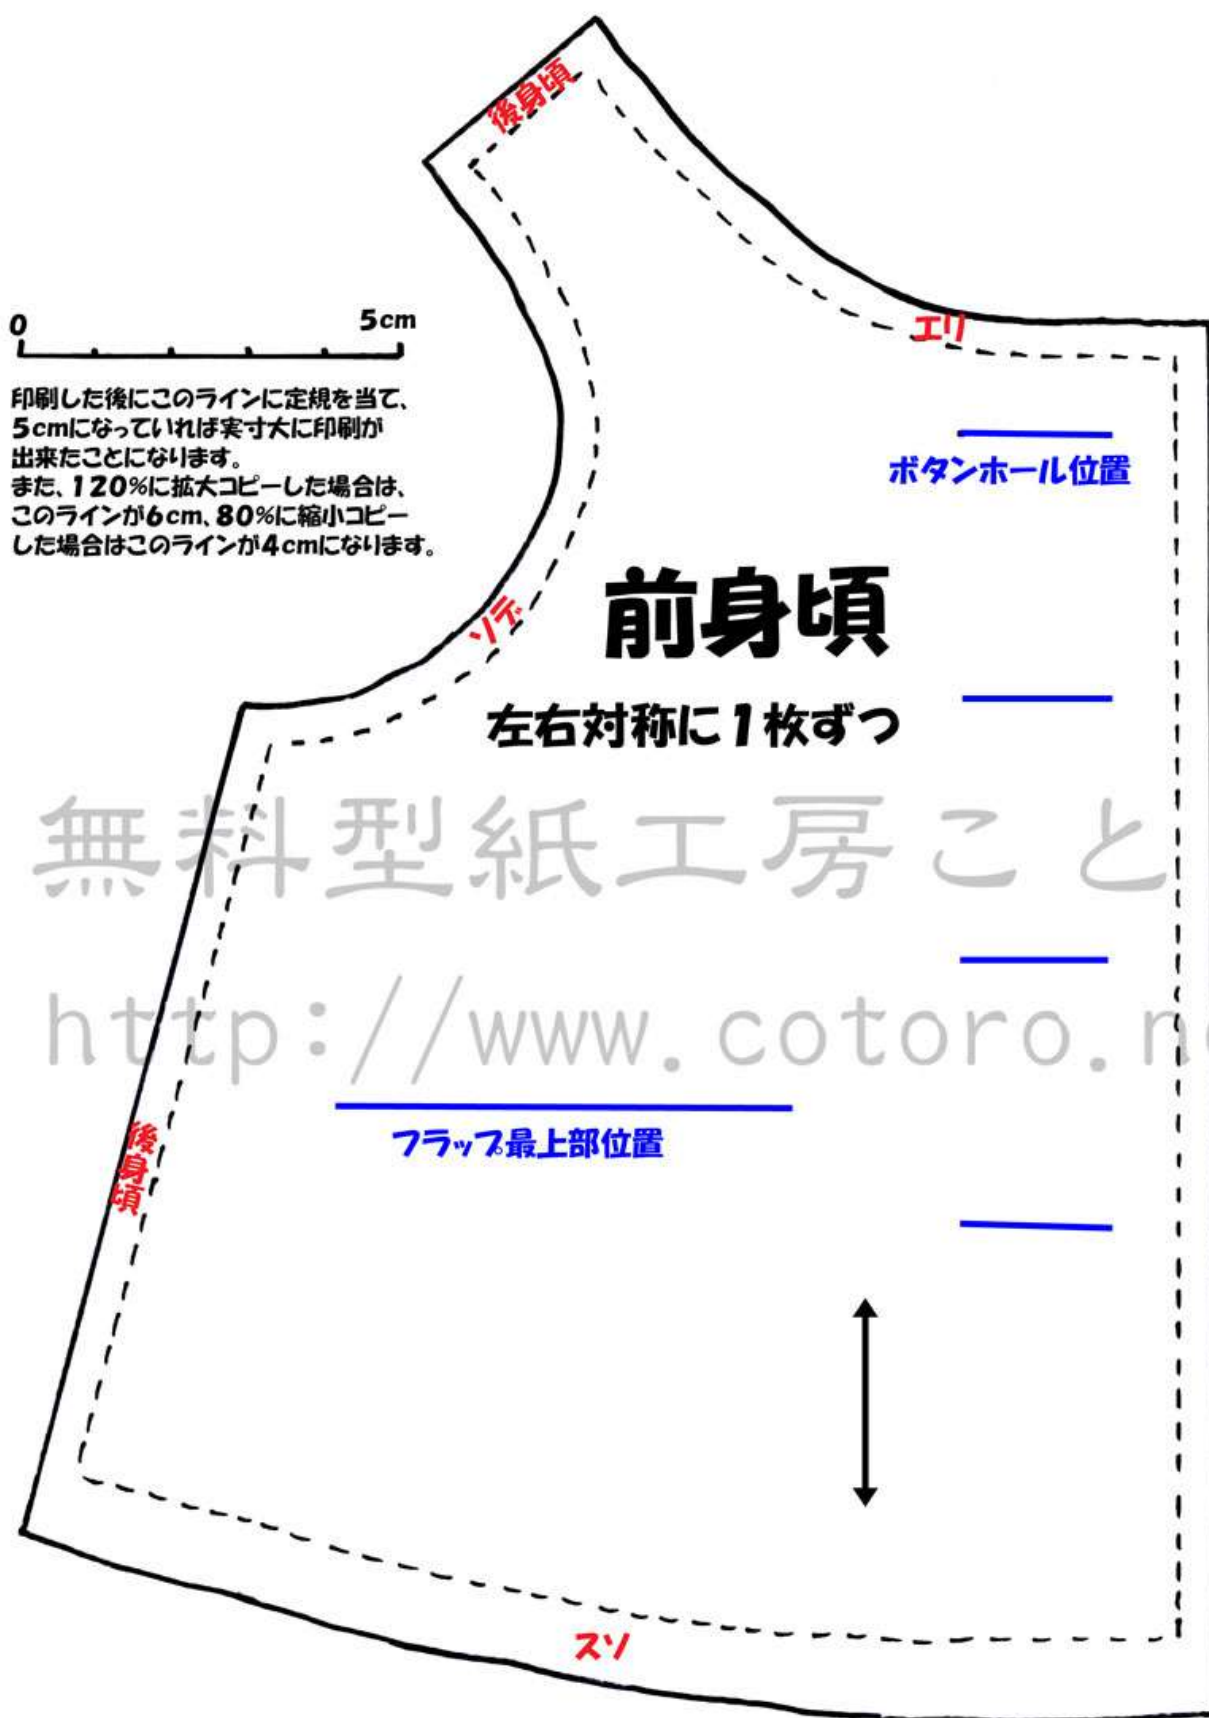 後身頃
エリ
0 5cm
印刷した後にこのラインに定規を当て、
5cmになっていれば実寸大に印刷が
出来たことになります。
また、120%に拡大コピーした場合は、
このラインが6cm、80%に縮小コピー
した場合はこのラインが4cmになります。
ボタンホール位置
ソデ
前身頃
左右対称に1枚ずつ
無料型紙工房こと
http://www.cotoro.n
フラップ最上部位置
後身頃
スソ